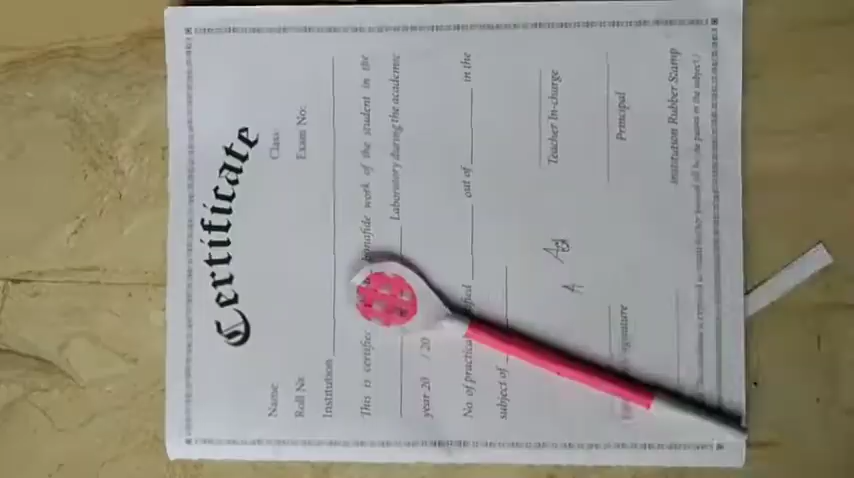 Certificate
Name Class:
Roll No Exam No:
Institution
This is certified bonafide work of the student in the
Laboratory during the academic
year 20 / 20
No. of practical out of in the
subject of
A Ad
Teacher In-charge
Principal
Institution Rubber Stamp